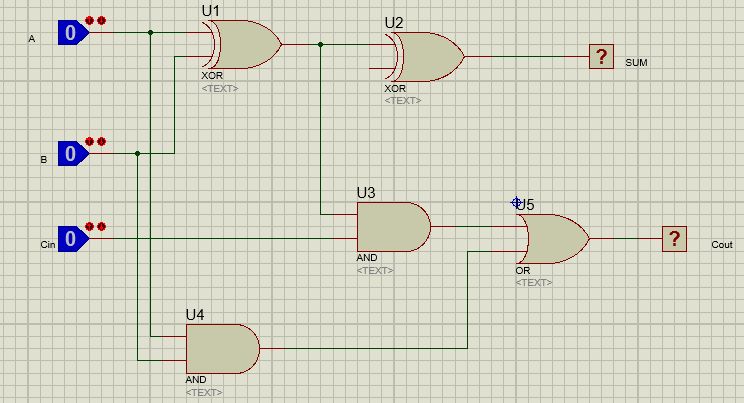 U1
U2
A
0
?
SUM
XOR
<TEXT>
XOR
<TEXT>
B
0
U3
U5
Cin
0
?
Cout
AND
<TEXT>
OR
<TEXT>
U4
AND
<TEXT>